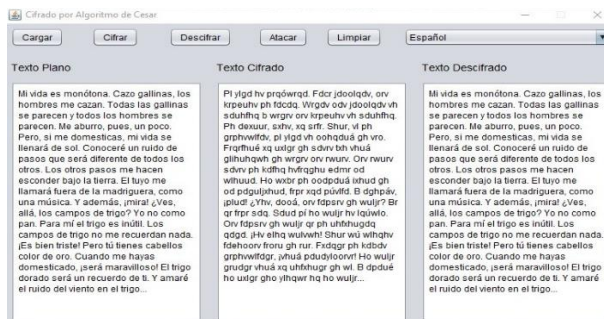 Cifrado por Algoritmo de Cesar
Cargar Cifrar Descifrar Atacar Limpiar Español
Texto Plano
Mi vida es monótona. Cazo gallinas, los
hombres me cazan. Todas las gallinas
se parecen y todos los hombres se
parecen. Me aburro, pues, un poco.
Pero, si me domesticas, mi vida se
llenará de sol. Conoceré un ruido de
pasos que será diferente de todos los
otros. Los otros pasos me hacen
esconder bajo la tierra. El tuyo me
llamará fuera de la madriguera, como
una música. Y además, ¡mira! ¿Ves,
allá, los campos de trigo? Yo no como
pan. Para mí el trigo es inútil. Los
campos de trigo no me recuerdan nada.
¡Es bien triste! Pero tú tienes cabellos
color de oro. Cuando me hayas
domesticado, ¡será maravilloso! El trigo
dorado será un recuerdo de ti. Y amaré
el ruido del viento en el trigo...
Texto Cifrado
Pl ylgd hv prqówrqd. Fdcr jdoolqdv, orv
krpeuhv ph fdcdq. Wrgdv odv jdoolqdv vh
sduhfhq b wrgrv orv krpeuhv vh sduhfhq.
Ph dexuur, sxhv, xq srfr. Shur, vl ph
grphvwlfdv, pl ylgd vh oohqduá gh vro.
Frqrfhué xq uxlgr gh sdvrv txh vhuá
glihuhqwh gh wrgrv orv rwurv. Orv rwurv
sdvrv ph kdfhq hvfrqghu edmr od
wlhuud. Ho wxbr ph oodpduá ixhud gh
od pdguljxhud, frpr xqd púvlfd. B dghpáv,
¡plud! ¿Yhv, dooá, orv fdpsrv gh wuljr? Br
qr frpr sdq. Sdud pí ho wuljr hv lqúwlo.
Orv fdpsrv gh wuljr qr ph uhfxhugdq
qdgd. ¡Hv elhq wulvwh! Shur wú wlhqhv
fdehoorv froru gh rur. Fxdqgr ph kdbdv
grphvwlfdgr, ¡vhuá pdudyloorvr! Ho wuljr
grudgr vhuá xq uhfxhugr gh wl. B dpdué
ho uxlgr gho ylhqwr hq ho wuljr...
Texto Descifrado
Mi vida es monótona. Cazo gallinas, los
hombres me cazan. Todas las gallinas
se parecen y todos los hombres se
parecen. Me aburro, pues, un poco.
Pero, si me domesticas, mi vida se
llenará de sol. Conoceré un ruido de
pasos que será diferente de todos los
otros. Los otros pasos me hacen
esconder bajo la tierra. El tuyo me
llamará fuera de la madriguera, como
una música. Y además, ¡mira! ¿Ves,
allá, los campos de trigo? Yo no como
pan. Para mí el trigo es inútil. Los
campos de trigo no me recuerdan nada.
¡Es bien triste! Pero tú tienes cabellos
color de oro. Cuando me hayas
domesticado, ¡será maravilloso! El trigo
dorado será un recuerdo de ti. Y amaré
el ruido del viento en el trigo...